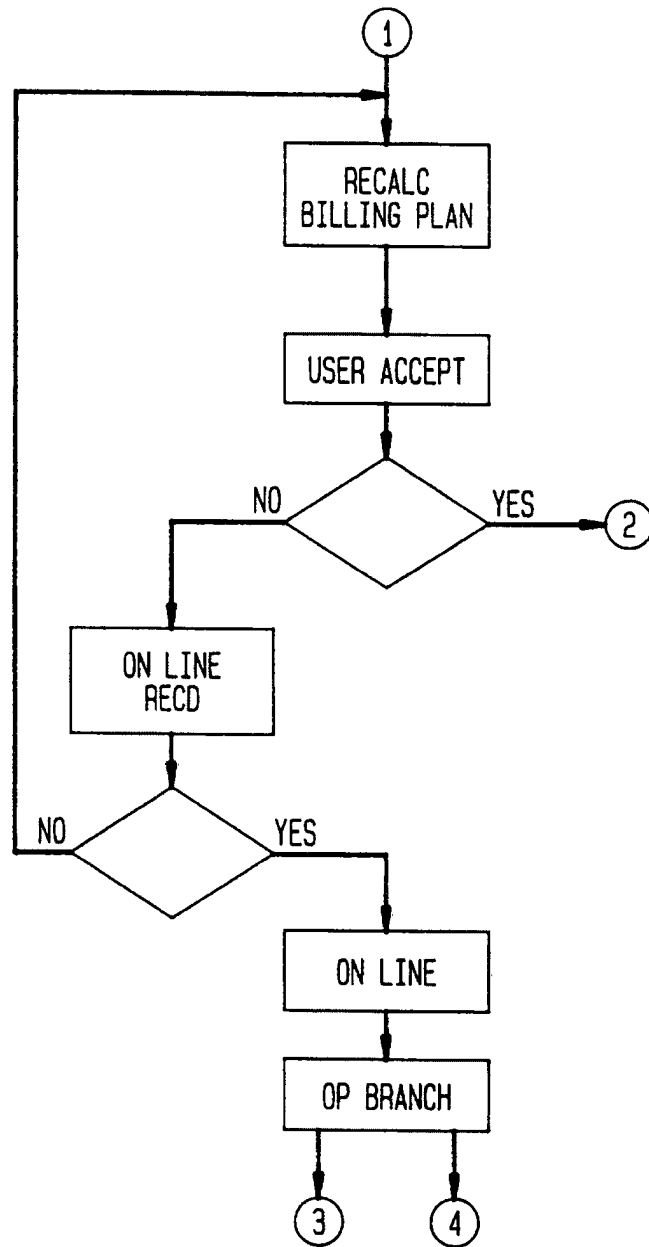 1
RECALC
BILLING PLAN
USER ACCEPT
NO
YES
2
ON LINE
RECD
NO
YES
ON LINE
OP BRANCH
3
4